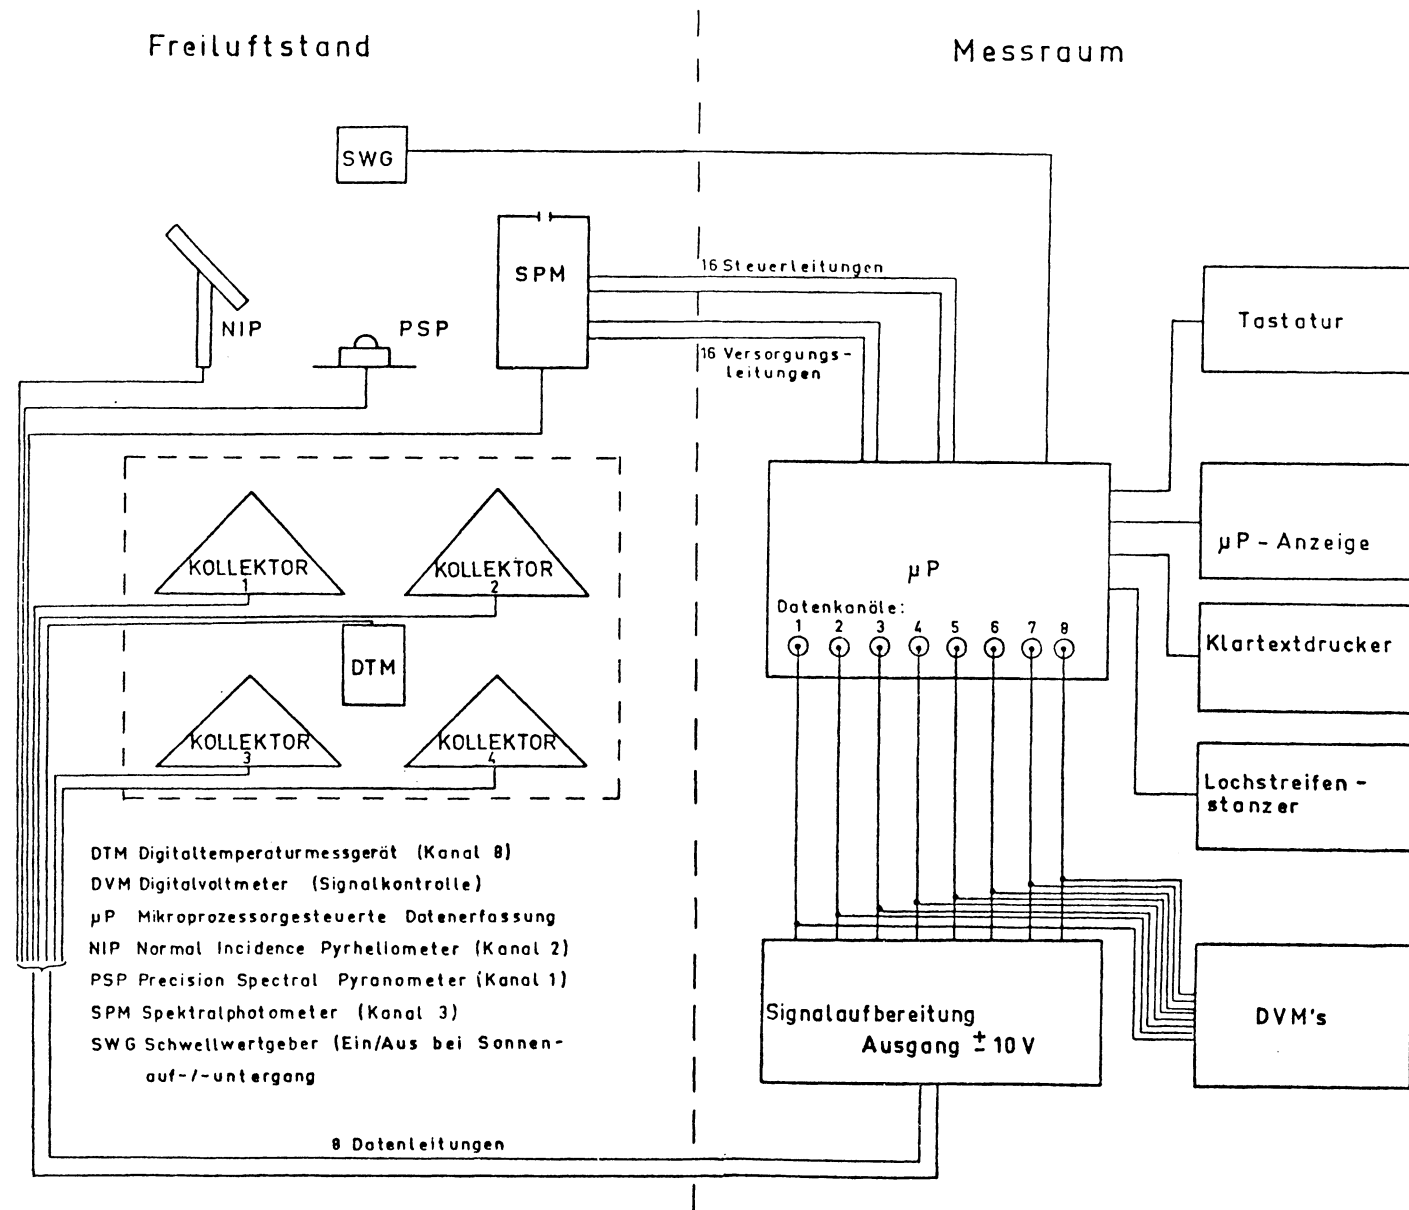 Freiluftstand
Messraum
SWG
SPM
16 Steuerleitungen
NIP
PSP
16 Versorgungs-
leitungen
Tastatur
µP - Anzeige
Klartextdrucker
Lochstreifen -
stanzer
KOLLEKTOR
1
KOLLEKTOR
2
DTM
KOLLEKTOR
3
KOLLEKTOR
4
µP
Datenkanäle:
1 2 3 4 5 6 7 8
DTM Digitaltemperaturmessgerät (Kanal 8)
DVM Digitalvoltmeter (Signalkontrolle)
µP Mikroprozessorgesteuerte Datenerfassung
NIP Normal Incidence Pyrheliometer (Kanal 2)
PSP Precision Spectral Pyranometer (Kanal 1)
SPM Spektralphotometer (Kanal 3)
SWG Schwellwertgeber (Ein/Aus bei Sonnen-
auf-/-untergang
Signalaufbereitung
Ausgang ± 10 V
DVM's
8 Datenleitungen